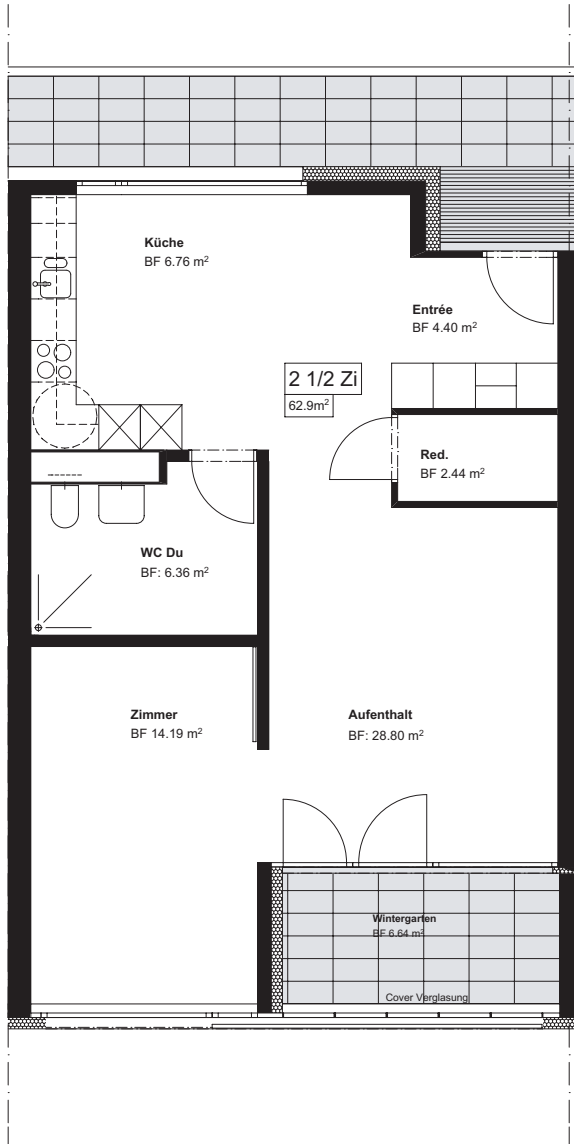 Küche
BF 6.76 m²
Entrée
BF 4.40 m²
2 1/2 Zi
62.9m²
Red.
BF 2.44 m²
WC Du
BF: 6.36 m²
Zimmer
BF 14.19 m²
Aufenthalt
BF: 28.80 m²
Wintergarten
BF 6.64 m²
Cover Verglasung